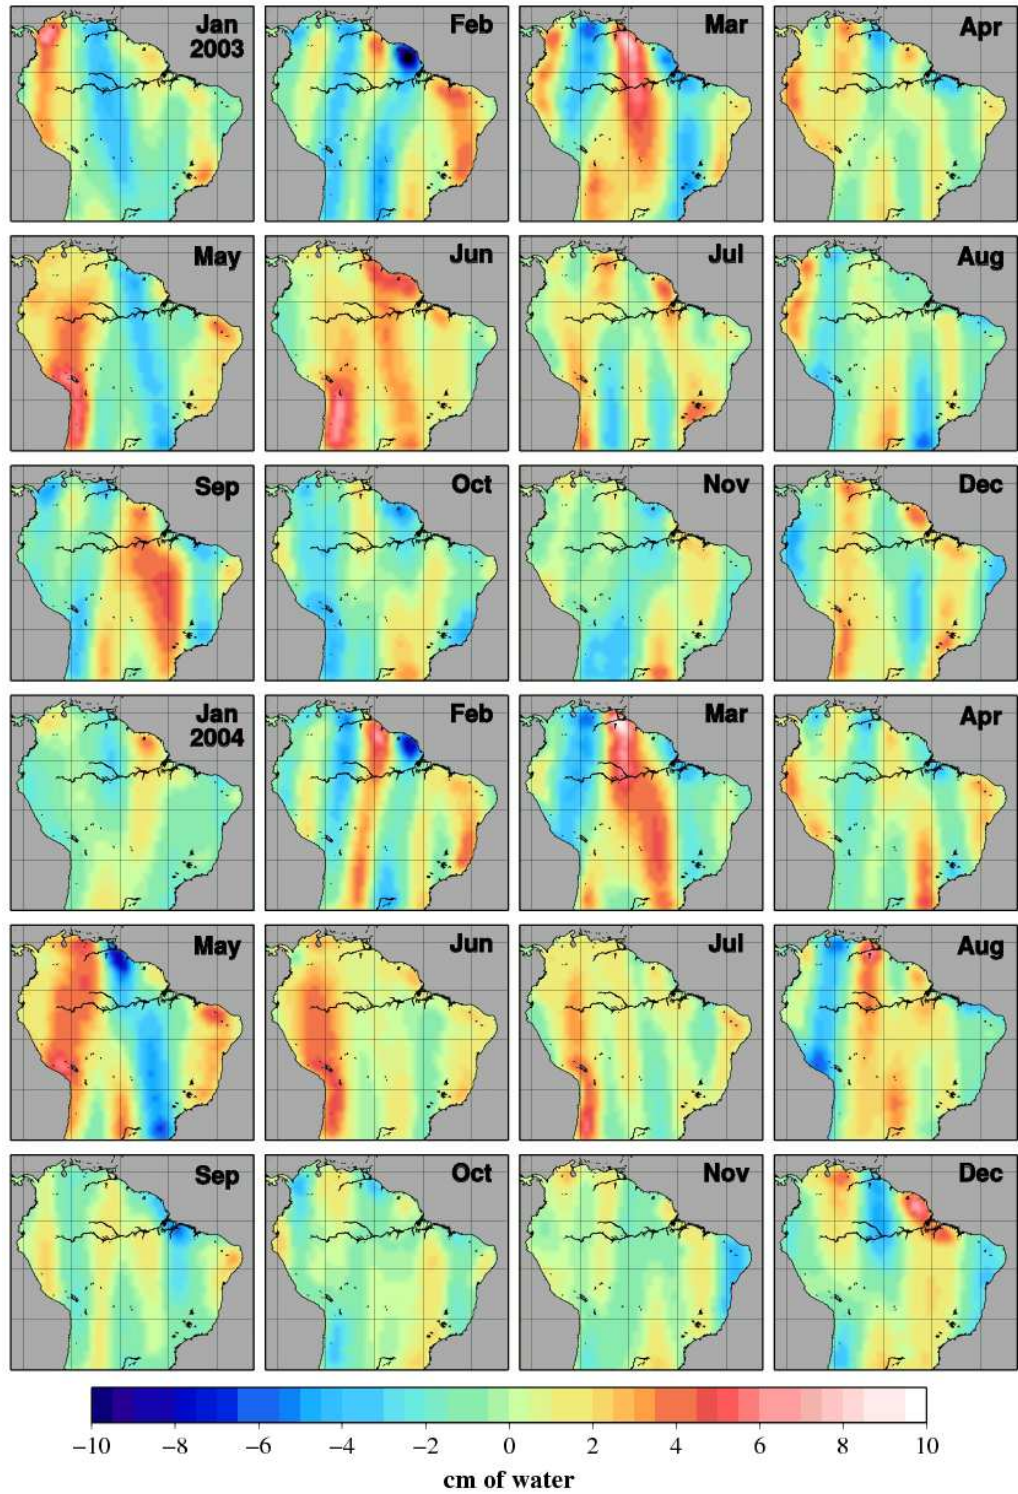 Jan
2003
Feb
Mar
Apr
May
Jun
Jul
Aug
Sep
Oct
Nov
Dec
Jan
2004
Feb
Mar
Apr
May
Jun
Jul
Aug
Sep
Oct
Nov
Dec
−10 −8 −6 −4 −2 0 2 4 6 8 10
cm of water